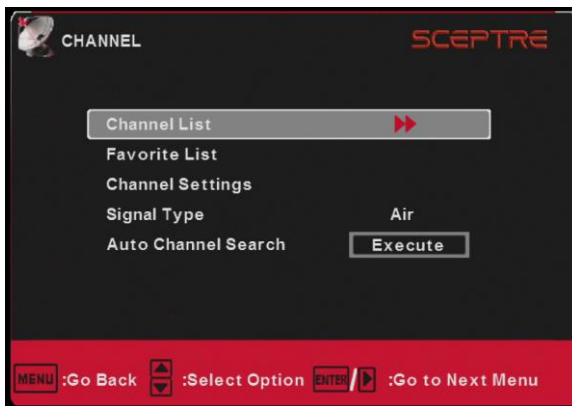 CHANNEL SCEPTRE
Channel List
Favorite List
Channel Settings
Signal Type Air
Auto Channel Search Execute
MENU :Go Back :Select Option ENTER/ :Go to Next Menu